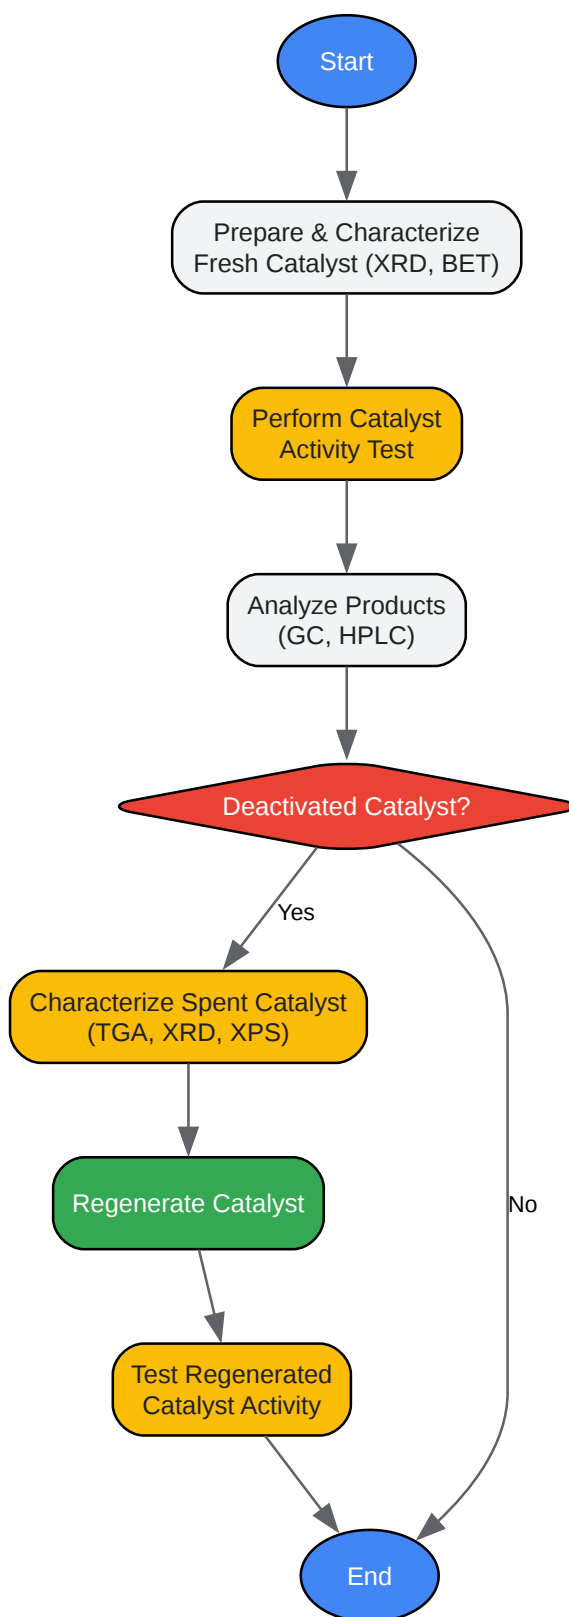 Start
Prepare & Characterize
Fresh Catalyst (XRD, BET)
Perform Catalyst
Activity Test
Analyze Products
(GC, HPLC)
Deactivated Catalyst?
Yes
Characterize Spent Catalyst
(TGA, XRD, XPS)
Regenerate Catalyst
No
Test Regenerated
Catalyst Activity
End